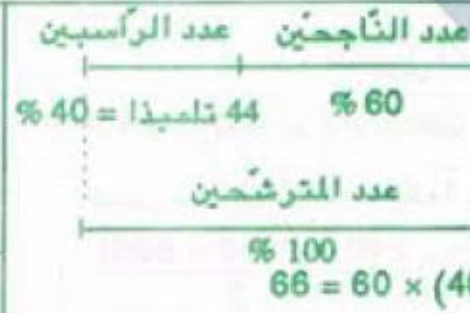 عدد النّاجحين عدد الرّاسبين
60 % 44 تلميذا = 40 %
عدد المترشّحين
100 %
66 = 60 × (4